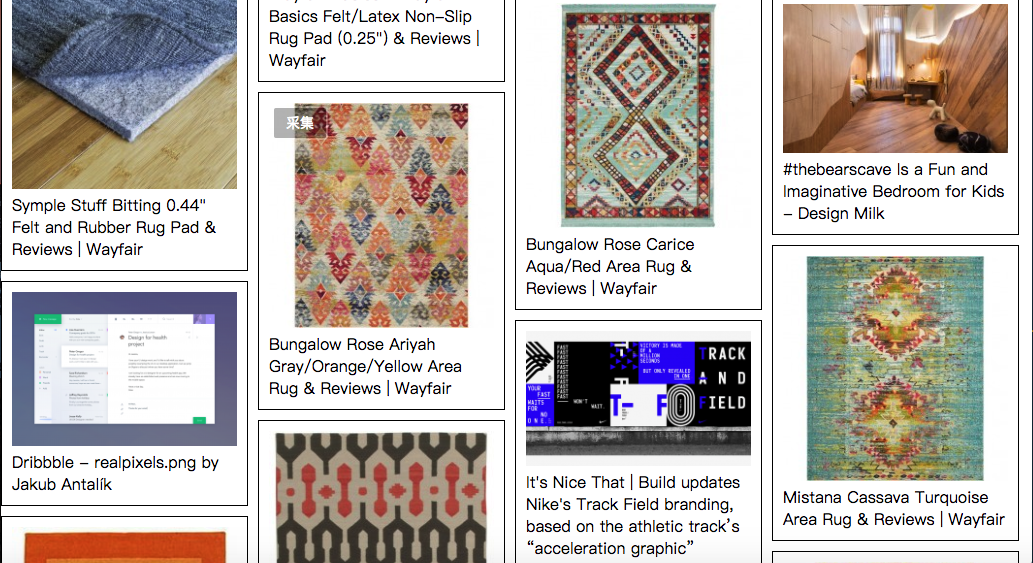 Basics Felt/Latex Non-Slip
Rug Pad (0.25") & Reviews |
Wayfair
采集
Symple Stuff Bitting 0.44"
Felt and Rubber Rug Pad &
Reviews | Wayfair
Design for health
project
Dribbble - realpixels.png by
Jakub Antalík
Bungalow Rose Ariyah
Gray/Orange/Yellow Area
Rug & Reviews | Wayfair
Bungalow Rose Carice
Aqua/Red Area Rug &
Reviews | Wayfair
VICTORY IS MADE
OF A
MILLION
SECONDS
BUT ONLY REVEALED
IN ONE
FAST
FAST
FAST
FAST
FAST
FAST
FAST
FAST
WON'T
WAIT.
YOUR
FAST
WAITS
FOR
NO
ONE.
TRACK
AND
FIELD
It's Nice That | Build updates
Nike's Track Field branding,
based on the athletic track’s
“acceleration graphic”
#thebearscave Is a Fun and
Imaginative Bedroom for Kids
- Design Milk
Mistana Cassava Turquoise
Area Rug & Reviews | Wayfair